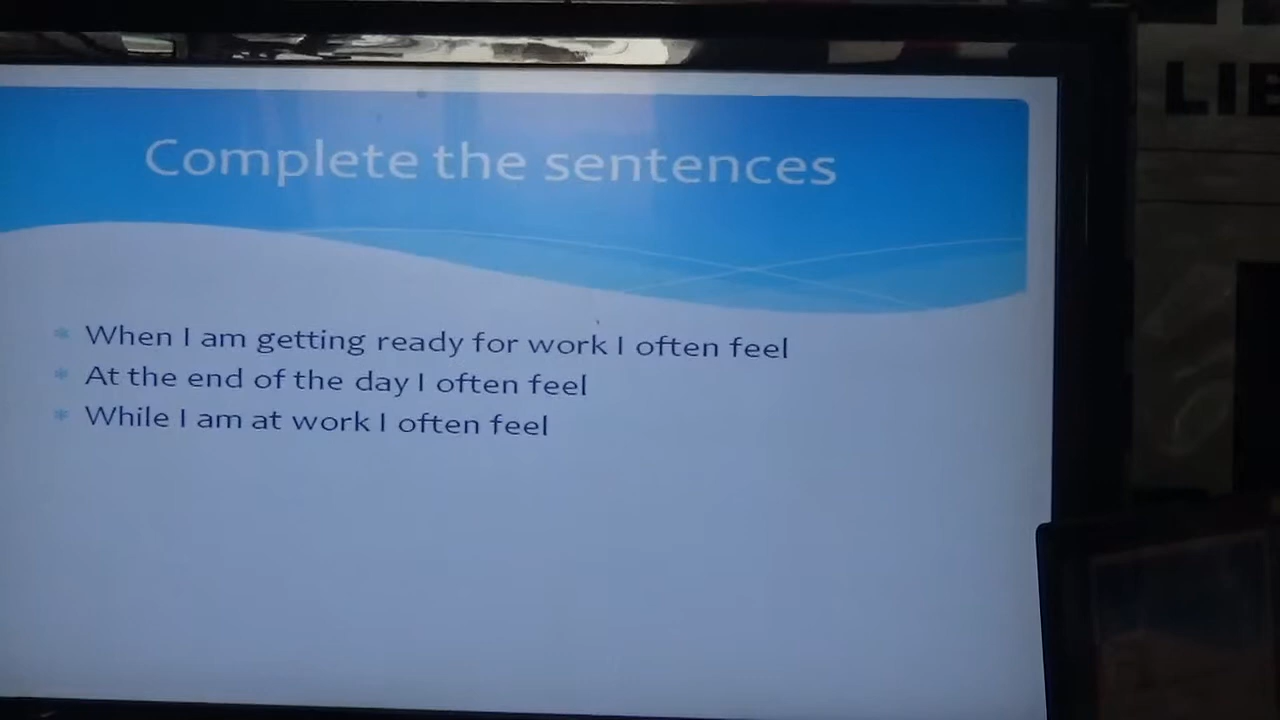 Complete the sentences
When I am getting ready for work I often feel
At the end of the day I often feel
While I am at work I often feel